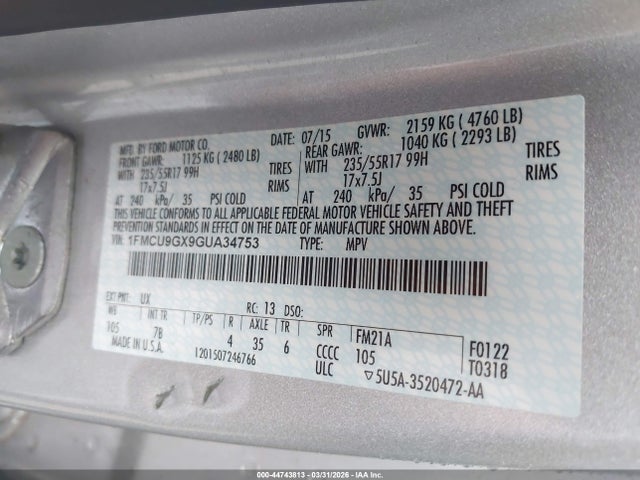 MFD. BY FORD MOTOR CO.
DATE: 07/15 GVWR: 2159 KG ( 4760 LB)
FRONT GAWR: 1125 KG ( 2480 LB) REAR GAWR: 1040 KG ( 2293 LB)
WITH 235/55R17 99H TIRES WITH 235/55R17 99H TIRES
17x7.5J RIMS 17x7.5J RIMS
AT 240 kPa/ 35 PSI COLD AT 240 kPa/ 35 PSI COLD
THIS VEHICLE CONFORMS TO ALL APPLICABLE FEDERAL MOTOR VEHICLE SAFETY AND THEFT
PREVENTION STANDARDS IN EFFECT ON THE DATE OF MANUFACTURE SHOWN ABOVE.
VIN: 1FMCU9GX9GUA34753 TYPE: MPV
EXT PNT: UX RC: 13 DSO:
WB INT TR TP/PS R AXLE TR SPR FM21A F0122
105 7B 4 35 6 CCCC 105 T0318
MADE IN U.S.A. 1201507246766 ULC ▽5U5A-3520472-AA
000-44743813 - 03/31/2026 - IAA Inc.